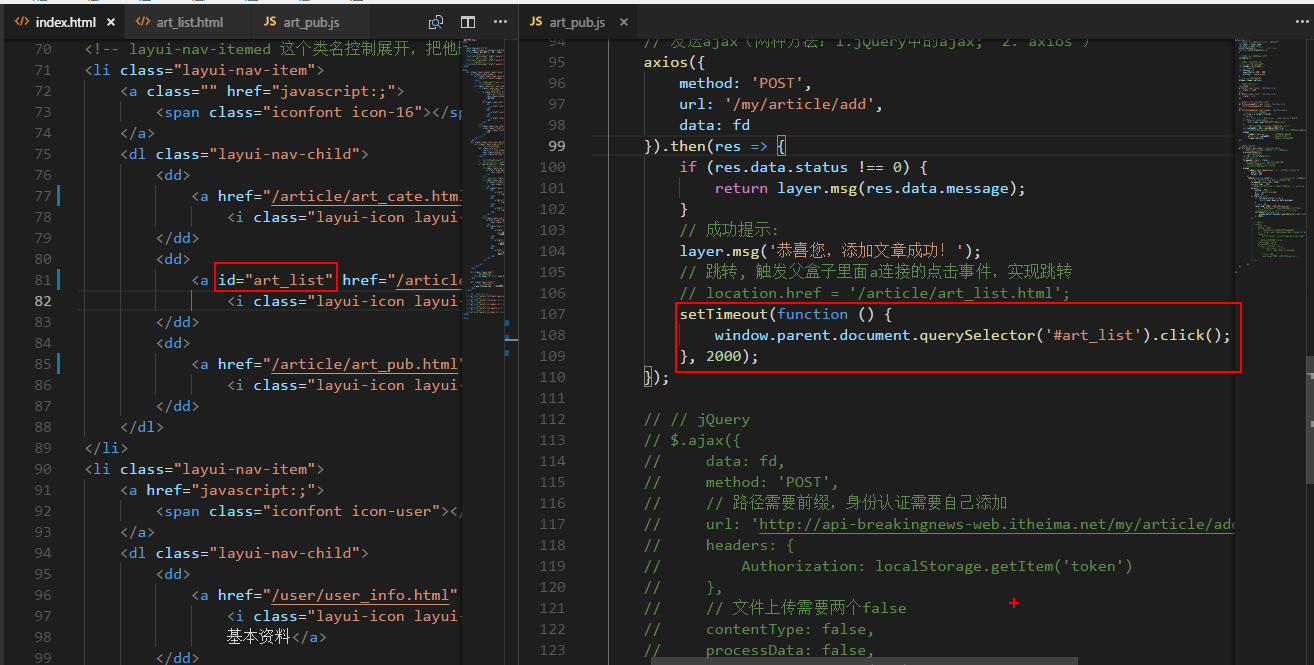 index.html
art_list.html
JS art_pub.js
70 <!-- layui-nav-itemed 这个类名控制展开，把他
71 <li class="layui-nav-item">
72 <a class="" href="javascript:;">
73 <span class="iconfont icon-16"></sp
74 </a>
75 <dl class="layui-nav-child">
76 <dd>
77 <a href="/article/art_cate.html
78 <i class="layui-icon layui-
79 </dd>
80 <dd>
81 <a id="art_list" href="/article
82 <i class="layui-icon layui-
83 </dd>
84 <dd>
85 <a href="/article/art_pub.html"
86 <i class="layui-icon layui-
87 </dd>
88 </dl>
89 </li>
90 <li class="layui-nav-item">
91 <a href="javascript:;">
92 <span class="iconfont icon-user"></
93 </a>
94 <dl class="layui-nav-child">
95 <dd>
96 <a href="/user/user_info.html"
97 <i class="layui-icon layui-
98 基本资料</a>
99 </dd>
JS art_pub.js
94 // 发送ajax（两种方法：1.jQuery中的ajax; 2. axios ）
95 axios({
96 method: 'POST',
97 url: '/my/article/add',
98 data: fd
99 }).then(res => {
100 if (res.data.status !== 0) {
101 return layer.msg(res.data.message);
102 }
103 // 成功提示:
104 layer.msg('恭喜您，添加文章成功！');
105 // 跳转, 触发父盒子里面a连接的点击事件，实现跳转
106 // location.href = '/article/art_list.html';
107 setTimeout(function () {
108 window.parent.document.querySelector('#art_list').click();
109 }, 2000);
110 });
111
112 // // jQuery
113 // $.ajax({
114 // data: fd,
115 // method: 'POST',
116 // // 路径需要前缀，身份认证需要自己添加
117 // url: 'http://api-breakingnews-web.itheima.net/my/article/add
118 // headers: {
119 // Authorization: localStorage.getItem('token')
120 // },
121 // // 文件上传需要两个false
122 // contentType: false,
123 // processData: false,